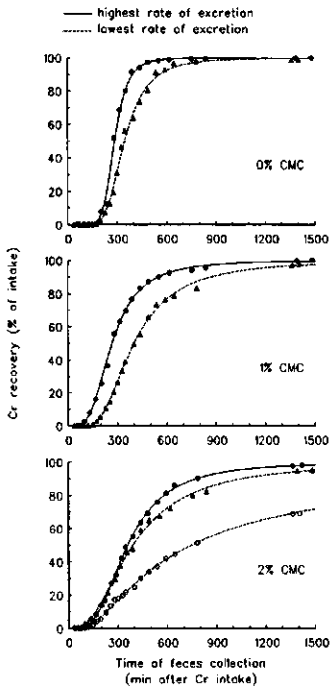 highest rate of excretion
lowest rate of excretion
100
80
60
40
20
0
0% CMC
0 300 600 900 1200 1500
Cr recovery (% of intake)
100
80
60
40
20
0
1% CMC
0 300 600 900 1200 1500
100
80
60
40
20
0
2% CMC
0 300 600 900 1200 1500
Time of feces collection
(min after Cr intake)